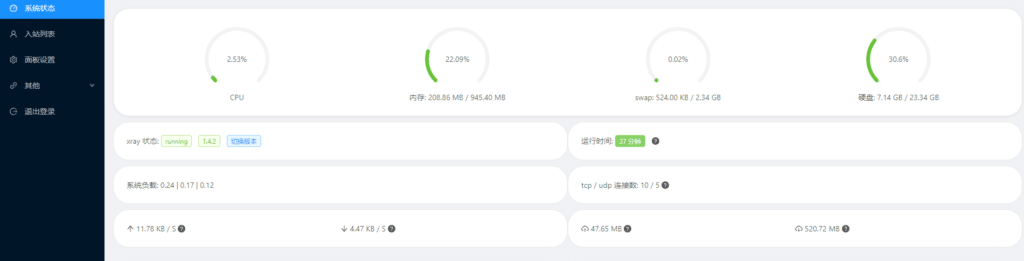 系统状态
入站列表
面板设置
其他
退出登录
2.53%
22.09%
0.02%
30.6%
CPU
内存: 208.86 MB / 945.40 MB
swap: 524.00 KB / 2.34 GB
硬盘: 7.14 GB / 23.34 GB
xray 状态: running 1.4.2 切换版本
运行时间: 37 分钟 ?
系统负载: 0.24 | 0.17 | 0.12
tcp / udp 连接数: 10 / 5 ?
11.78 KB / S ?
4.47 KB / S ?
47.65 MB ?
520.72 MB ?